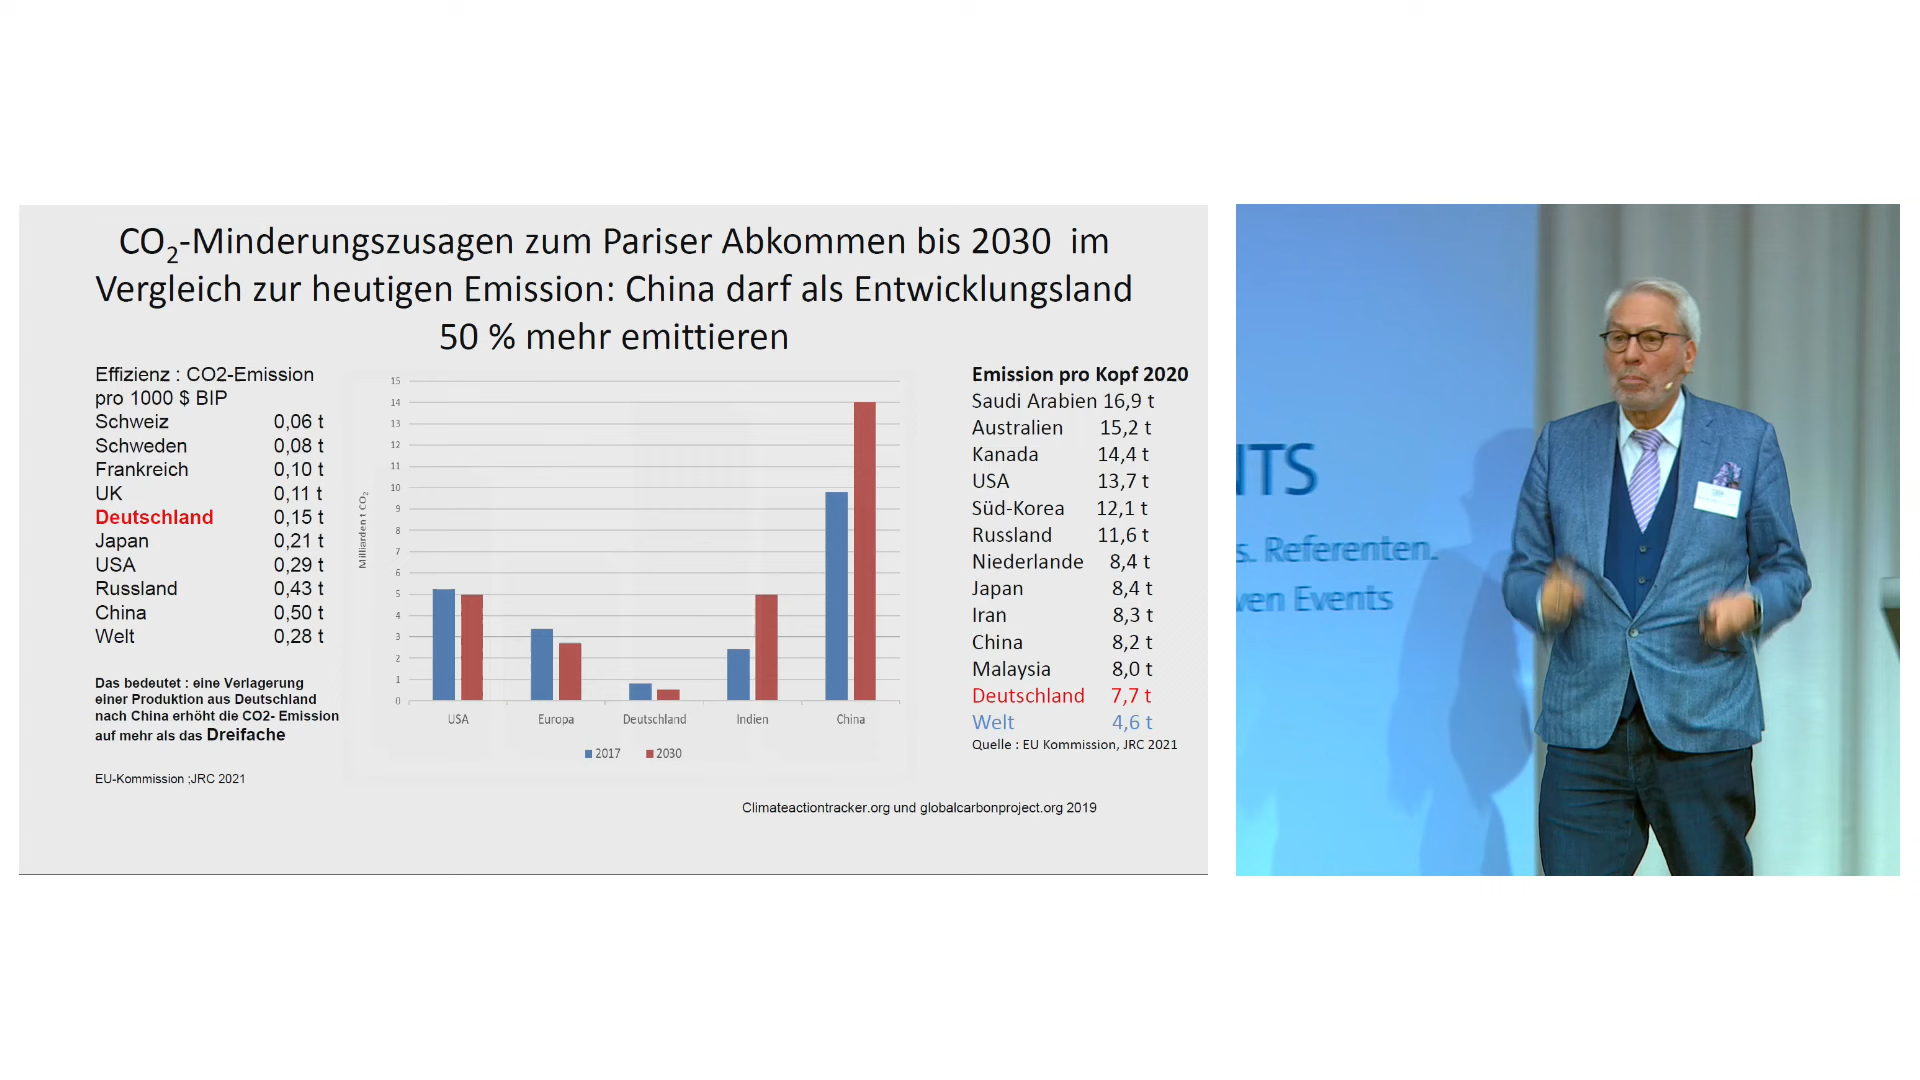 CO₂-Minderungszusagen zum Pariser Abkommen bis 2030 im
Vergleich zur heutigen Emission: China darf als Entwicklungsland
50 % mehr emittieren
Effizienz : CO2-Emission
pro 1000 $ BIP
Schweiz 0,06 t
Schweden 0,08 t
Frankreich 0,10 t
UK 0,11 t
Deutschland 0,15 t
Japan 0,21 t
USA 0,29 t
Russland 0,43 t
China 0,50 t
Welt 0,28 t
Das bedeutet : eine Verlagerung
einer Produktion aus Deutschland
nach China erhöht die CO2- Emission
auf mehr als das Dreifache
EU-Kommission ;JRC 2021
Milliarden t CO₂
15
14
13
12
11
10
9
8
7
6
5
4
3
2
1
0
USA Europa Deutschland Indien China
2017 2030
Emission pro Kopf 2020
Saudi Arabien 16,9 t
Australien 15,2 t
Kanada 14,4 t
USA 13,7 t
Süd-Korea 12,1 t
Russland 11,6 t
Niederlande 8,4 t
Japan 8,4 t
Iran 8,3 t
China 8,2 t
Malaysia 8,0 t
Deutschland 7,7 t
Welt 4,6 t
Quelle : EU Kommission, JRC 2021
Climateactiontracker.org und globalcarbonproject.org 2019
NTS
s. Referenten.
ven Events